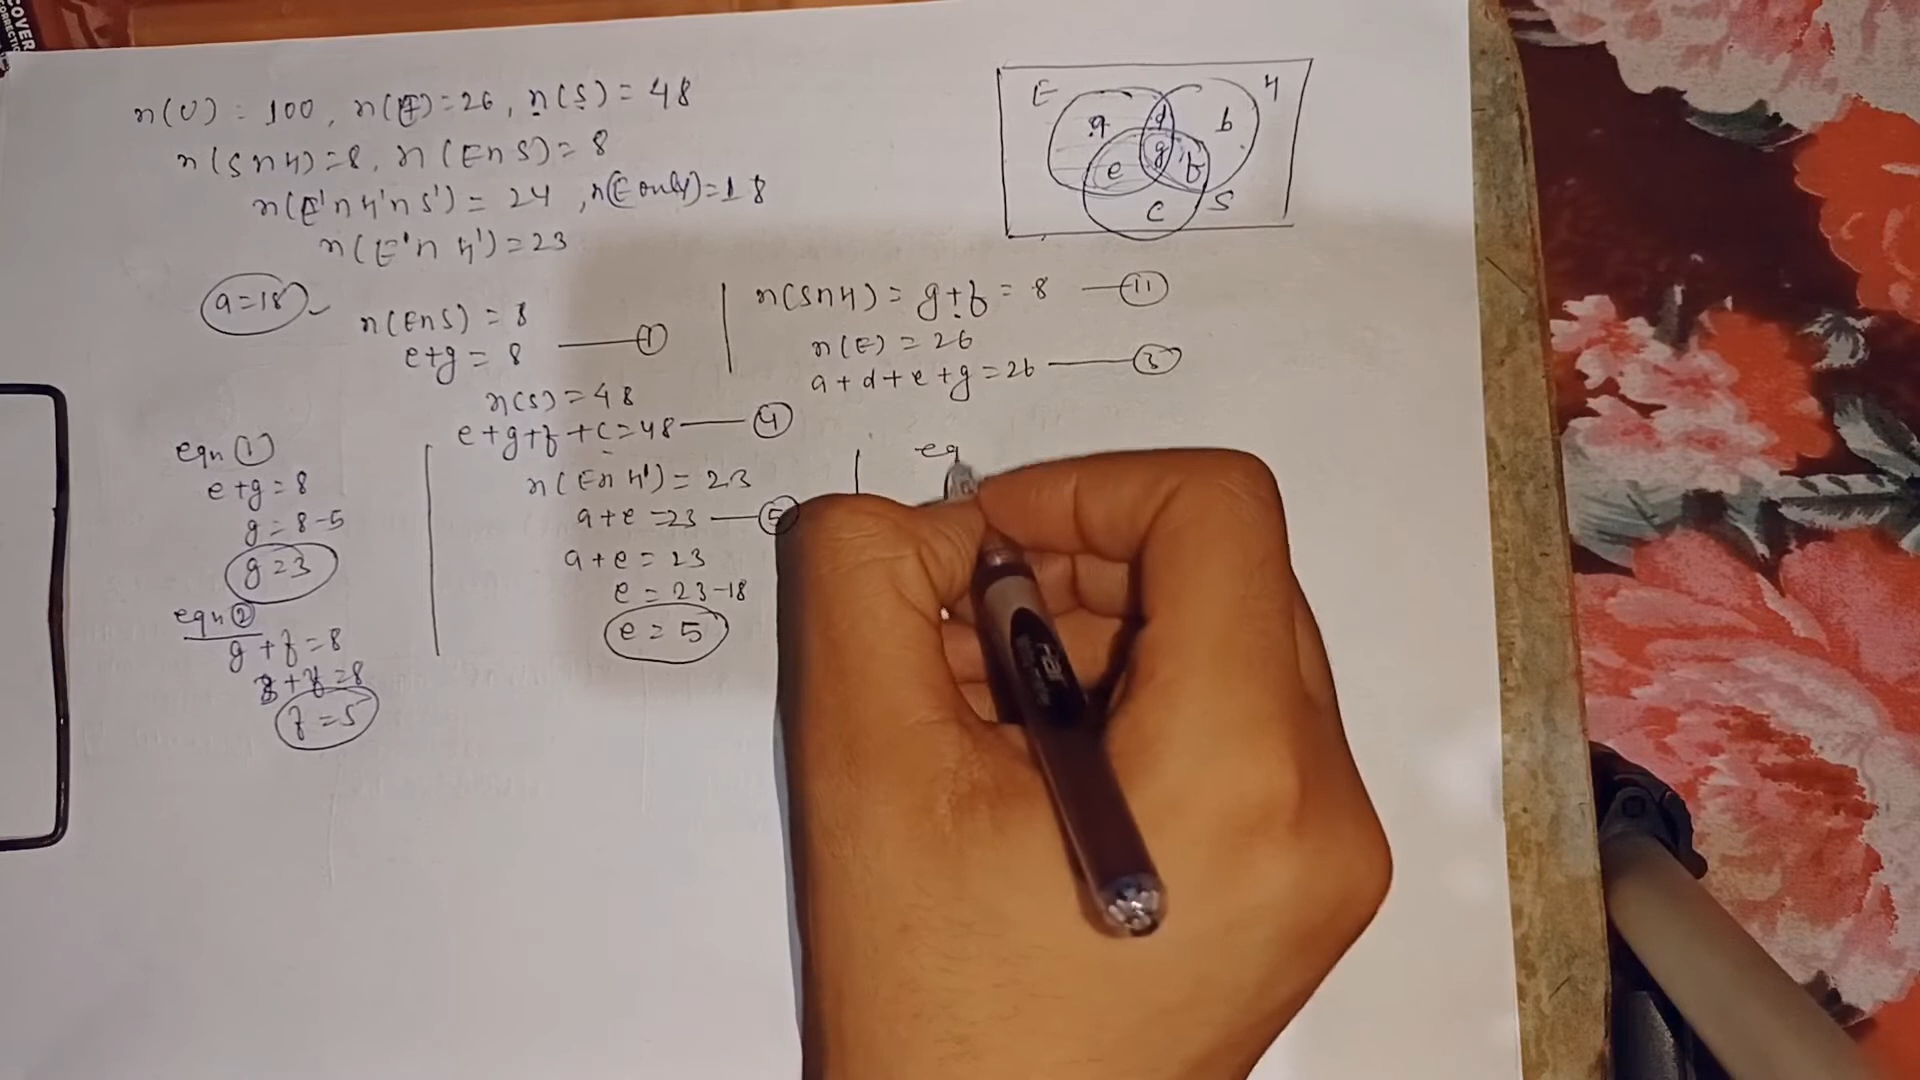 COVER
CORRECTIO
n(U) = 100, n(E)=26, n(S) = 48
n(S∩H)=8, n(E∩S)= 8
n(E'∩H'∩S') = 24, n(E only)=18
n(E'∩H')=23
E H
a d b
e g f
c S
a=18
n(E∩S) = 8
e+g= 8 —①
n(S∩H) = g+f = 8 —(11)
n(E) = 26
a+d+e+g=26 —③
n(S)=48
e+g+f+c=48 —④
n(E∩H')=23
a+e=23 —⑤
a+e=23
e = 23-18
e = 5
eqn ①
e+g=8
g=8-5
g=3
eqn ②
g+f=8
3+f=8
f=5
eq